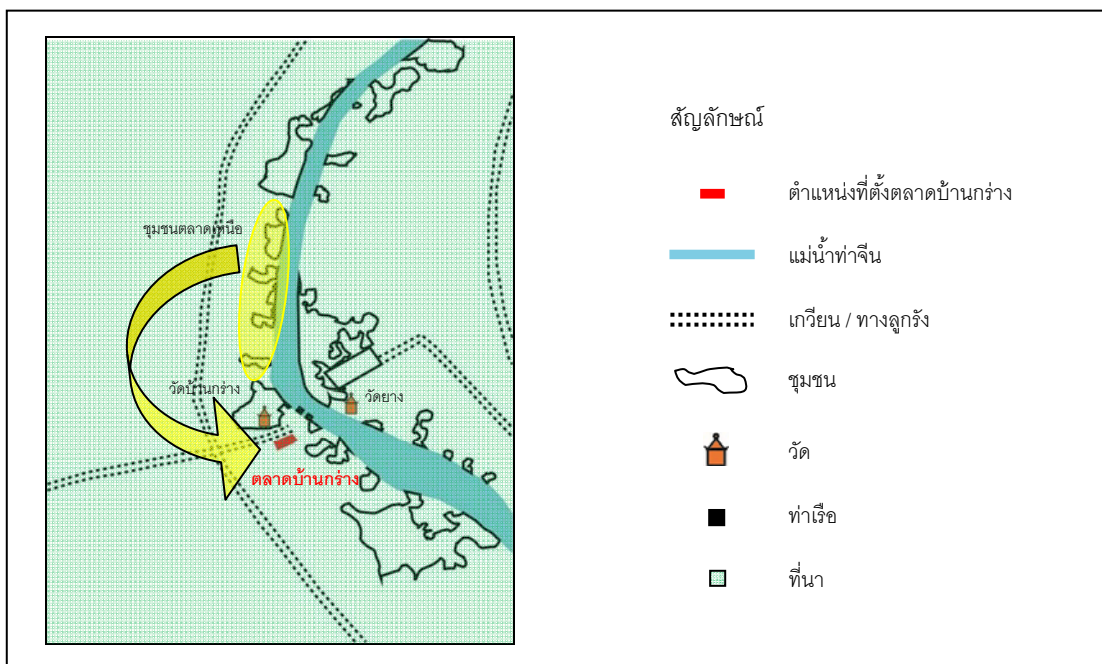 ชุมชนตลาดเหนือ
วัดบ้านกร่าง
วัดยาง
ตลาดบ้านกร่าง
สัญลักษณ์
ตำแหน่งที่ตั้งตลาดบ้านกร่าง
แม่น้ำท่าจีน
เกวียน / ทางลูกรัง
ชุมชน
วัด
ท่าเรือ
ที่นา